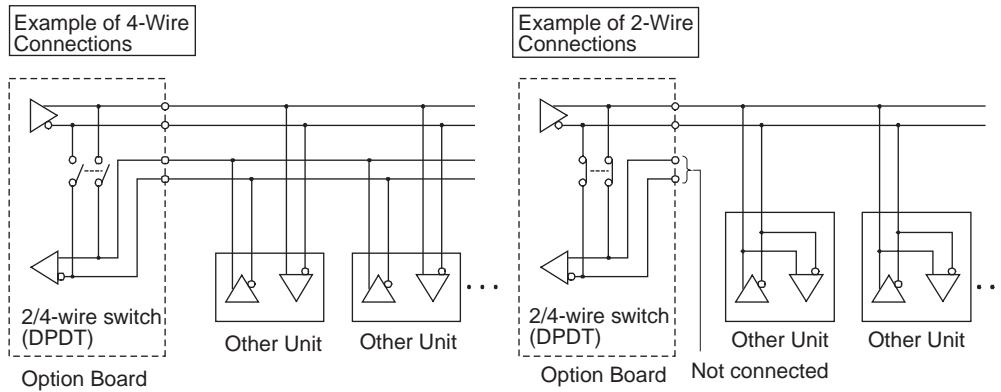 Example of 4-Wire
Connections
2/4-wire switch
(DPDT)
Option Board
Other Unit
Other Unit
Example of 2-Wire
Connections
2/4-wire switch
(DPDT)
Option Board
Other Unit
Other Unit
Not connected